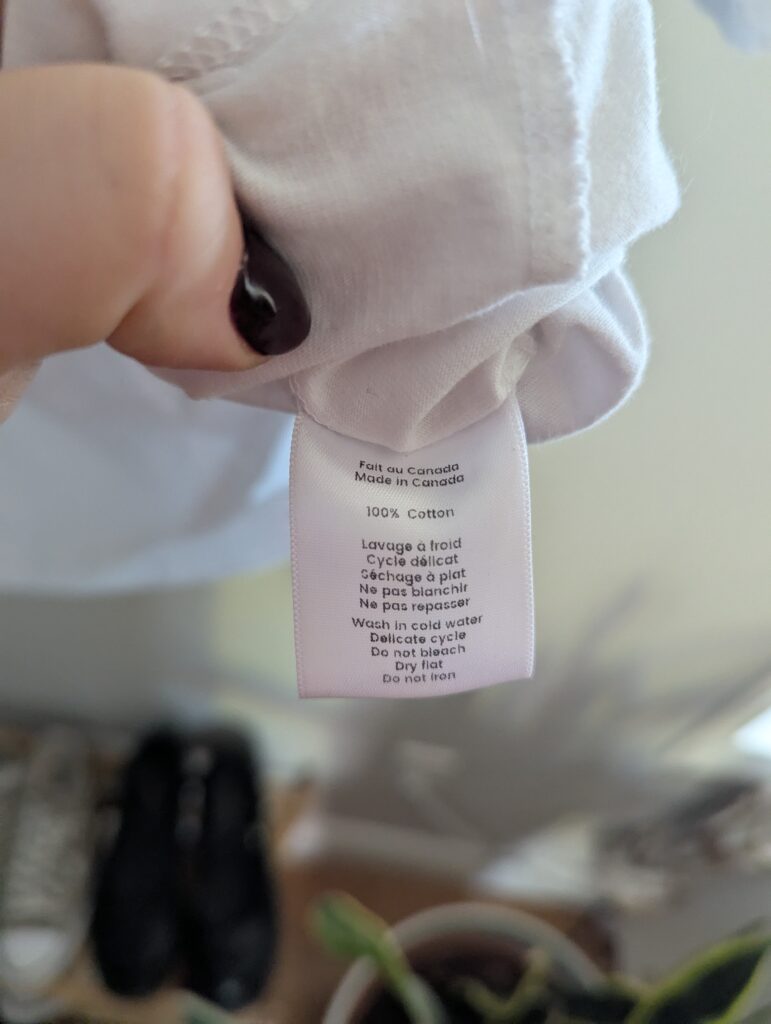 Fait au Canada
Made in Canada
100% Cotton
Lavage à froid
Cycle délicat
Séchage à plat
Ne pas blanchir
Ne pas repasser
Wash in cold water
Delicate cycle
Do not bleach
Dry flat
Do not iron